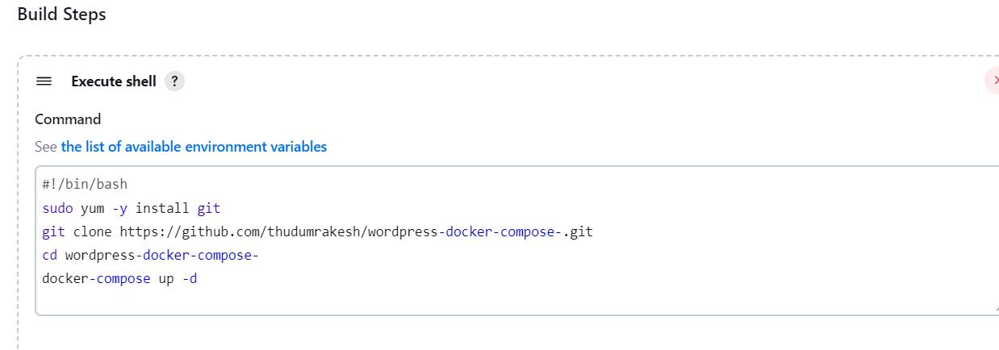 Build Steps
Execute shell ?
Command
See the list of available environment variables
#!/bin/bash
sudo yum -y install git
git clone https://github.com/thudumrakesh/wordpress-docker-compose-.git
cd wordpress-docker-compose-
docker-compose up -d